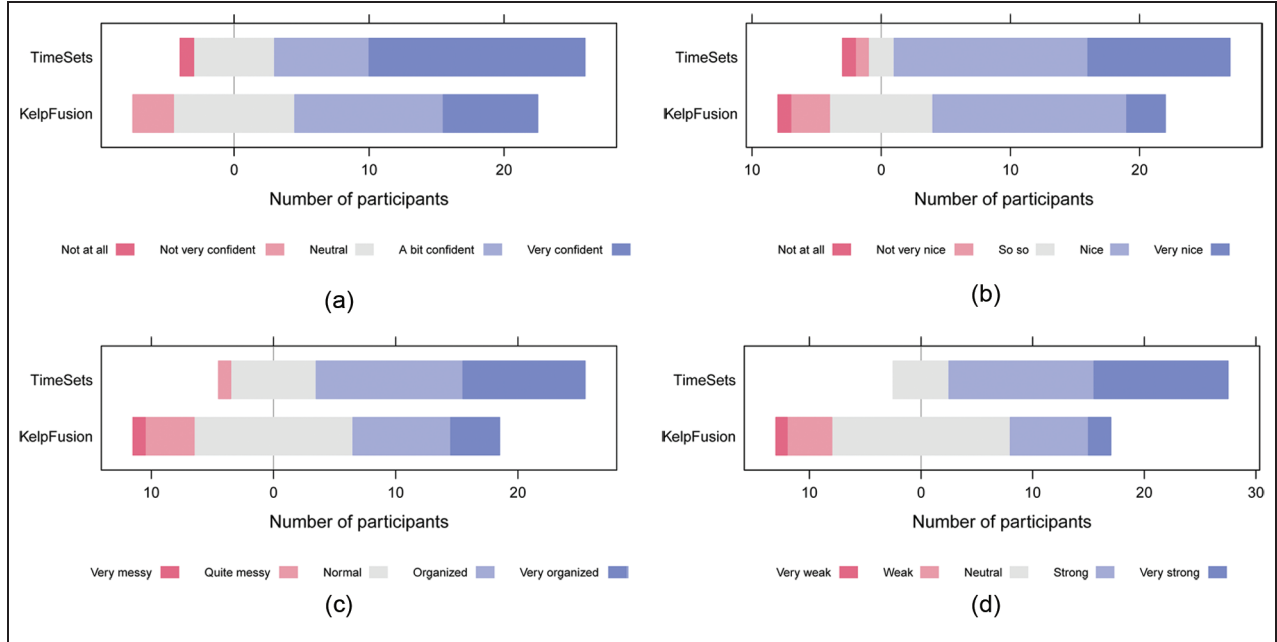 TimeSets
KelpFusion
0 10 20
Number of participants
Not at all Not very confident Neutral A bit confident Very confident
(a)
TimeSets
KelpFusion
10 0 10 20
Number of participants
Not at all Not very nice So so Nice Very nice
(b)
TimeSets
KelpFusion
10 0 10 20
Number of participants
Very messy Quite messy Normal Organized Very organized
(c)
TimeSets
KelpFusion
10 0 10 20 30
Number of participants
Very weak Weak Neutral Strong Very strong
(d)